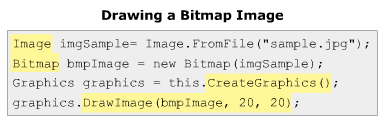 Drawing a Bitmap Image
Image imgSample= Image.FromFile("sample.jpg");
Bitmap bmpImage = new Bitmap(imgSample);
Graphics graphics = this.CreateGraphics();
graphics.DrawImage(bmpImage, 20, 20);